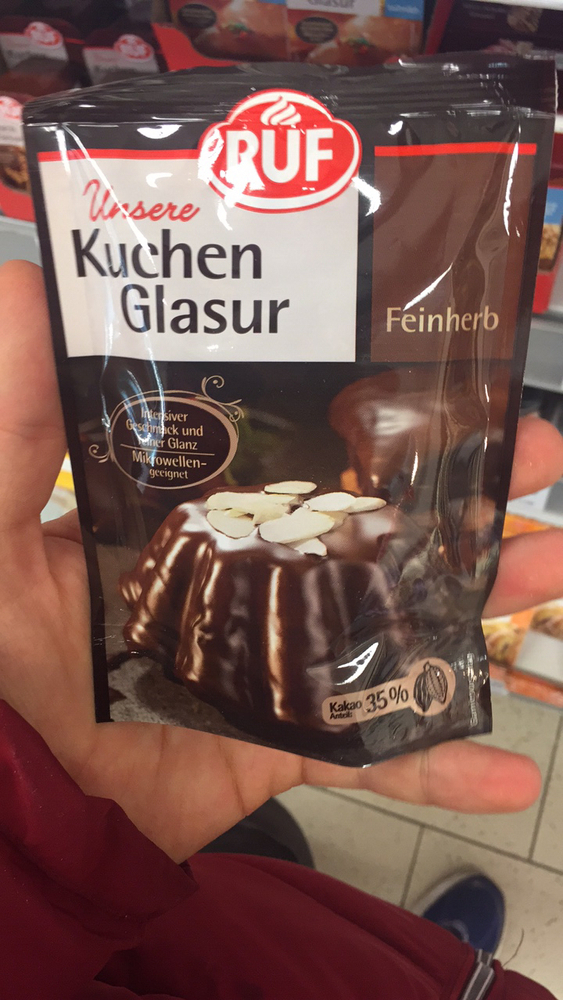 RUF
Unsere
Kuchen
Glasur
Feinherb
Intensiver
Geschmack und
feiner Glanz
Mikrowellen-
geeignet
Kakao 35%
Anteil: